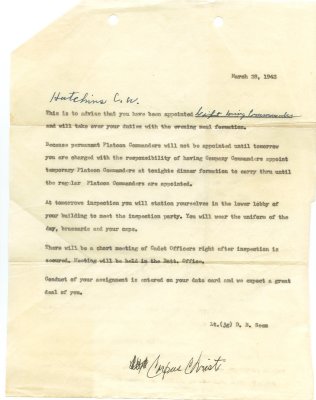 March 28, 1943
Hutchins C. W.
This is to advise that you have been appointed Wing Commander
and will take over your duties with the evening meal formation.
Because permanant Platoon Commanders will not be appointed until tomorrow
you are charged with the responsibility of having Company Commanders appoint
temporary Platoon Commanders at tonights dinner formation to carry thru until
the regular Platoon Commanders are appointed.
At tomorrows inspection you will station yourselves in the lower lobby of
your building to meet the inspection party. You will wear the uniform of the
day, brassards and your caps.
There will be a short meeting of Cadet Officers right after inspection is
secured. Meeting will be held in the Batt. Office.
Conduct of your assignment is entered on your data card and we expect a great
deal of you.
Lt.(jg) D. R.
Corpus Christi